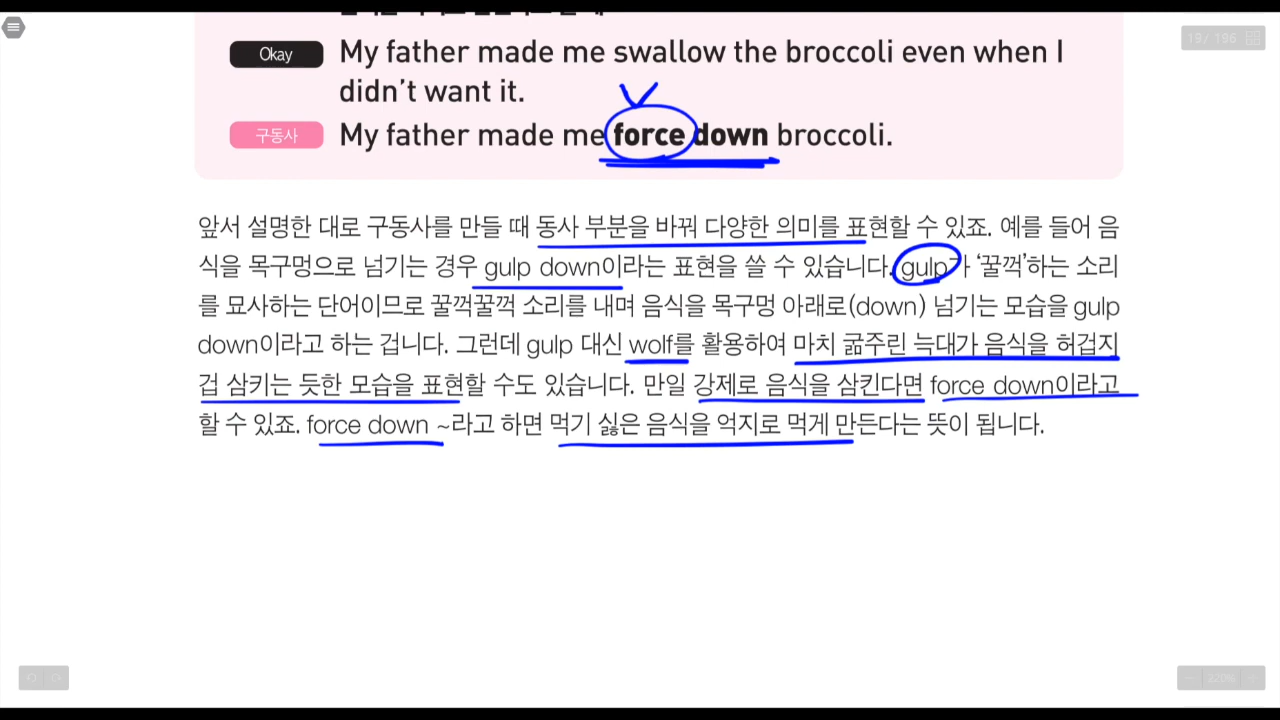 Okay My father made me swallow the broccoli even when I
didn't want it.
구동사 My father made me force down broccoli.
앞서 설명한 대로 구동사를 만들 때 동사 부분을 바꿔 다양한 의미를 표현할 수 있죠. 예를 들어 음
식을 목구멍으로 넘기는 경우 gulp down이라는 표현을 쓸 수 있습니다. gulp가 '꿀꺽'하는 소리
를 묘사하는 단어이므로 꿀꺽꿀꺽 소리를 내며 음식을 목구멍 아래로(down) 넘기는 모습을 gulp
down이라고 하는 겁니다. 그런데 gulp 대신 wolf를 활용하여 마치 굶주린 늑대가 음식을 허겁지
겁 삼키는 듯한 모습을 표현할 수도 있습니다. 만일 강제로 음식을 삼킨다면 force down이라고
할 수 있죠. force down ~라고 하면 먹기 싫은 음식을 억지로 먹게 만든다는 뜻이 됩니다.
19/ 196
220%